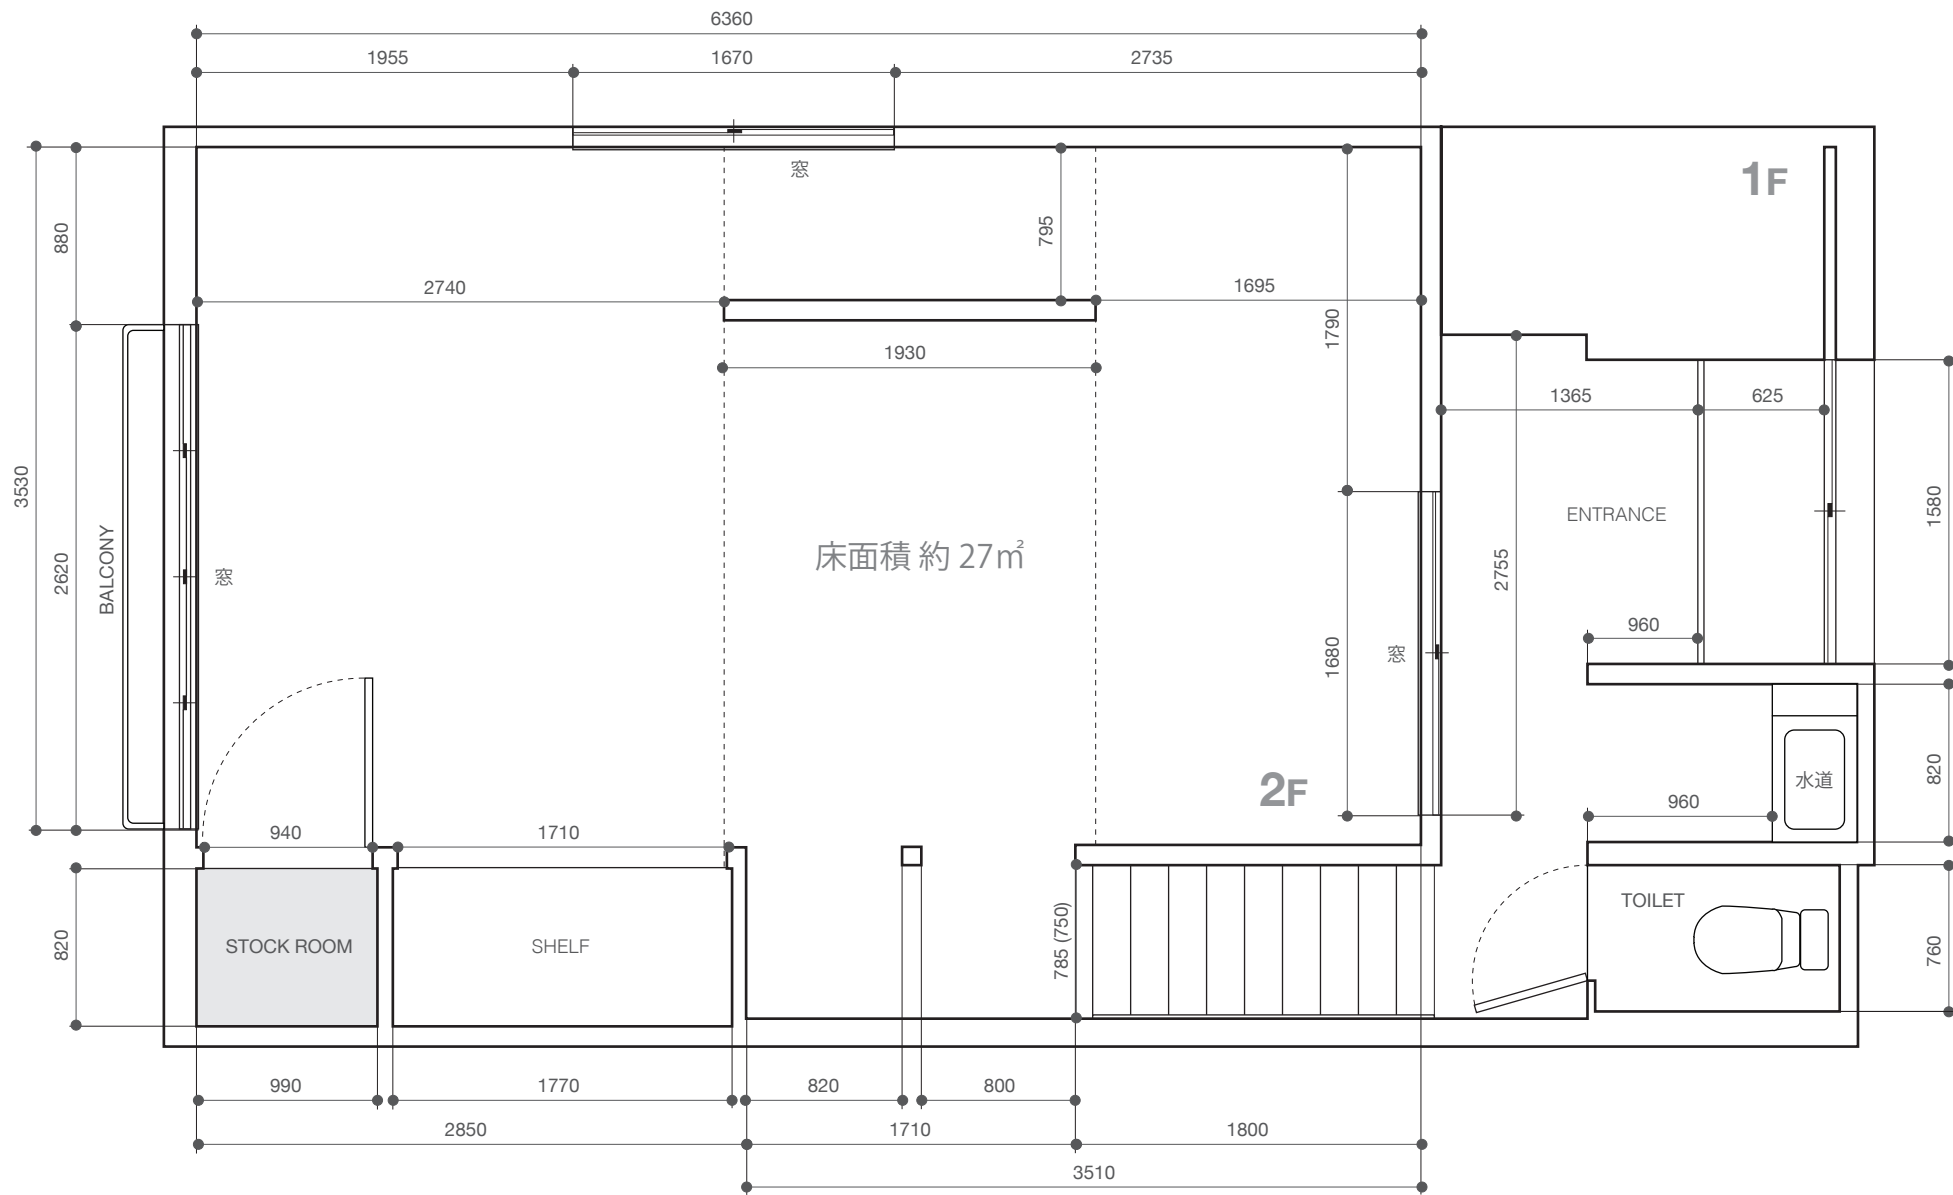 6360
1955
1670
2735
窓
1F
880
795
2740
1695
1790
1930
1365
625
3530
2620
BALCONY
窓
床面積 約 27㎡
ENTRANCE
2755
1580
960
1680
窓
2F
960
水道
820
940
1710
820
STOCK ROOM
SHELF
785 (750)
TOILET
760
990
1770
820
800
2850
1710
1800
3510